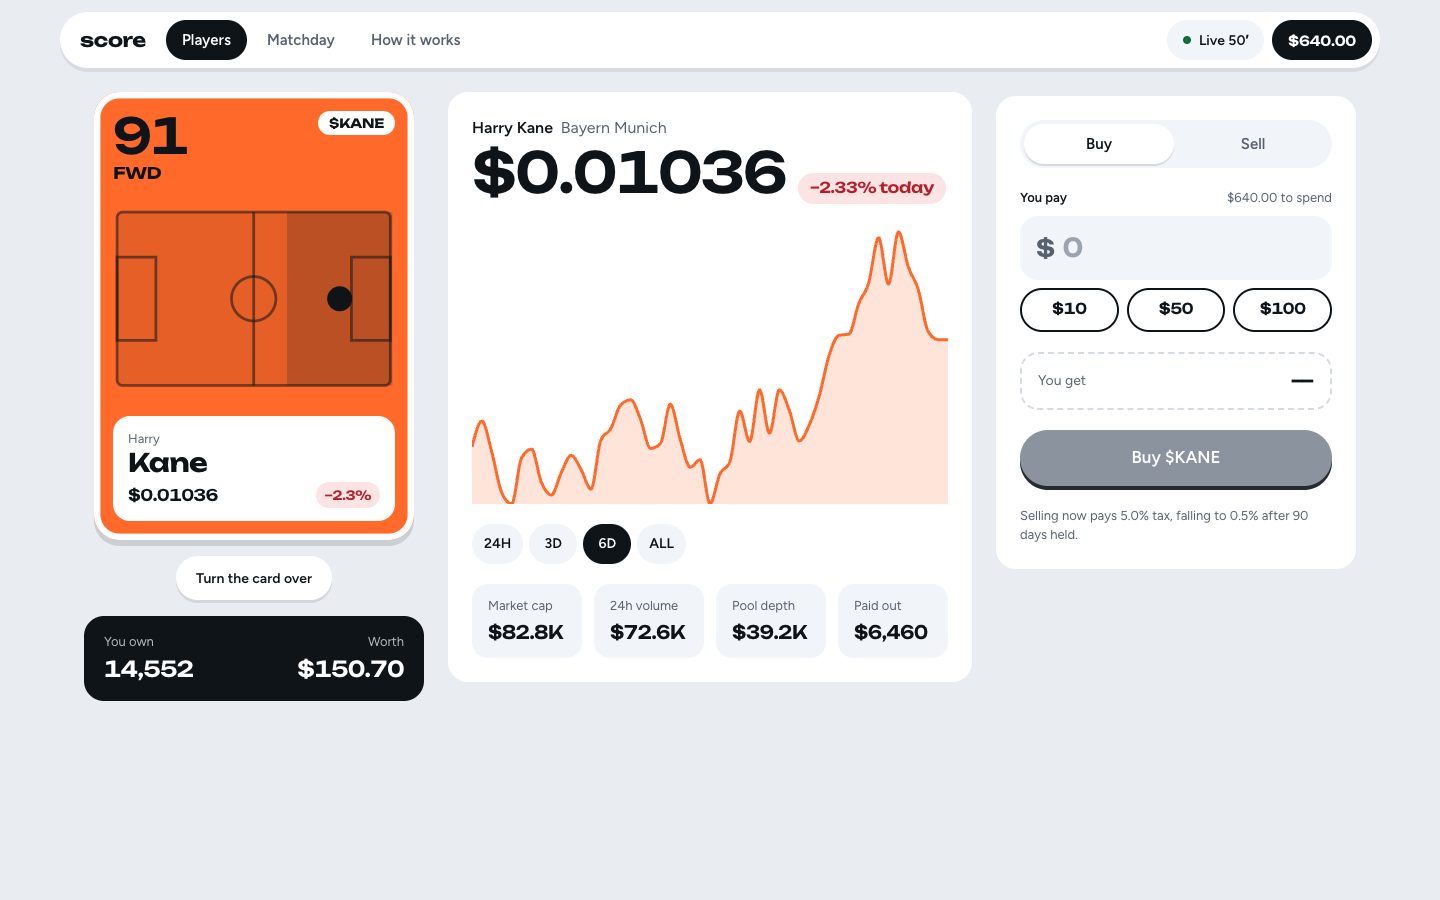 score
Players
Matchday
How it works
Live 50′
$640.00
91
FWD
$KANE
Harry
Kane
$0.01036
−2.3%
Turn the card over
You own
Worth
14,552
$150.70
Harry Kane Bayern Munich
$0.01036
−2.33% today
24H
3D
6D
ALL
Market cap
$82.8K
24h volume
$72.6K
Pool depth
$39.2K
Paid out
$6,460
Buy
Sell
You pay
$640.00 to spend
$ 0
$10
$50
$100
You get
—
Buy $KANE
Selling now pays 5.0% tax, falling to 0.5% after 90
days held.